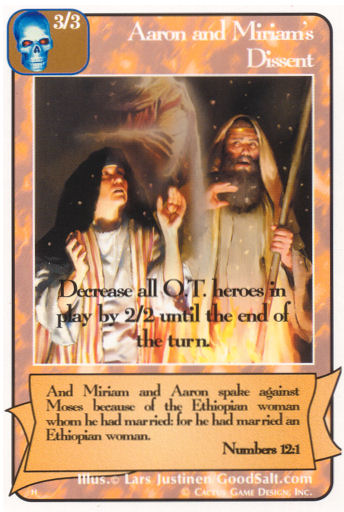 3/3
Aaron and Miriam's
Dissent
Decrease all O.T. heroes in
play by 2/2 until the end of
the turn.
And Miriam and Aaron spake against
Moses because of the Ethiopian woman
whom he had married: for he had married an
Ethiopian woman.
Numbers 12:1
Illus.© Lars Justinen/GoodSalt.com
H © Cactus Game Design, Inc.